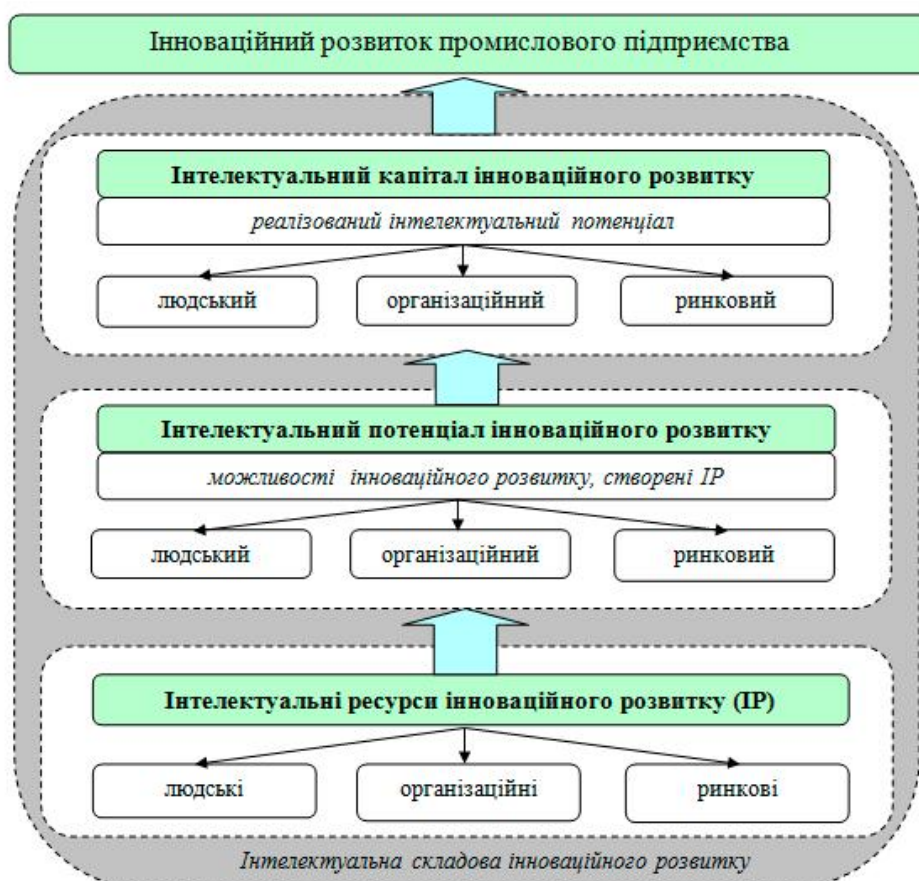 Інноваційний розвиток промислового підприємства
Інтелектуальний капітал інноваційного розвитку
реалізований інтелектуальний потенціал
людський
організаційний
ринковий
Інтелектуальний потенціал інноваційного розвитку
можливості інноваційного розвитку, створені ІР
людський
організаційний
ринковий
Інтелектуальні ресурси інноваційного розвитку (ІР)
людські
організаційні
ринкові
Інтелектуальна складова інноваційного розвитку